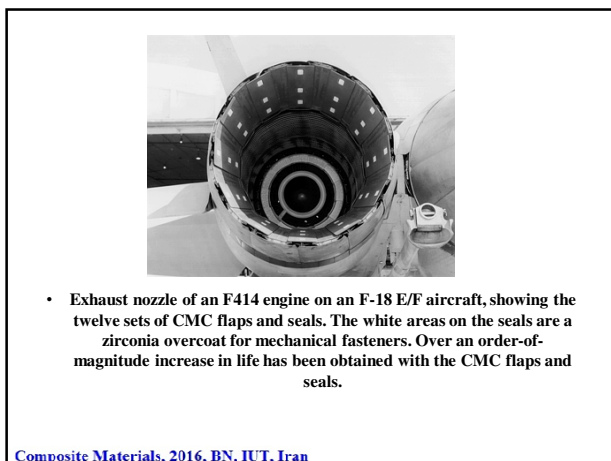 • Exhaust nozzle of an F414 engine on an F-18 E/F aircraft, showing the
twelve sets of CMC flaps and seals. The white areas on the seals are a
zirconia overcoat for mechanical fasteners. Over an order-of-
magnitude increase in life has been obtained with the CMC flaps and
seals.
Composite Materials, 2016, BN, IUT, Iran